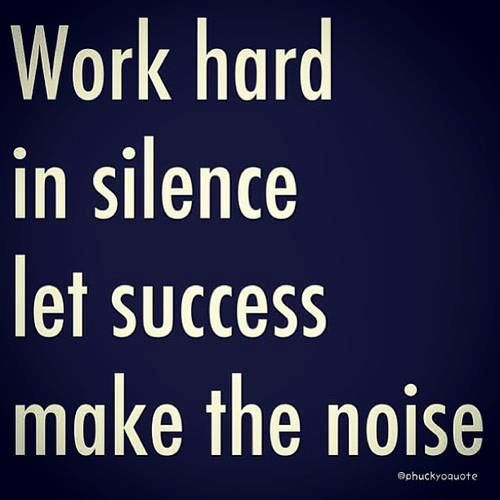 Work hard
in silence
let success
make the noise
@phuckyoquote